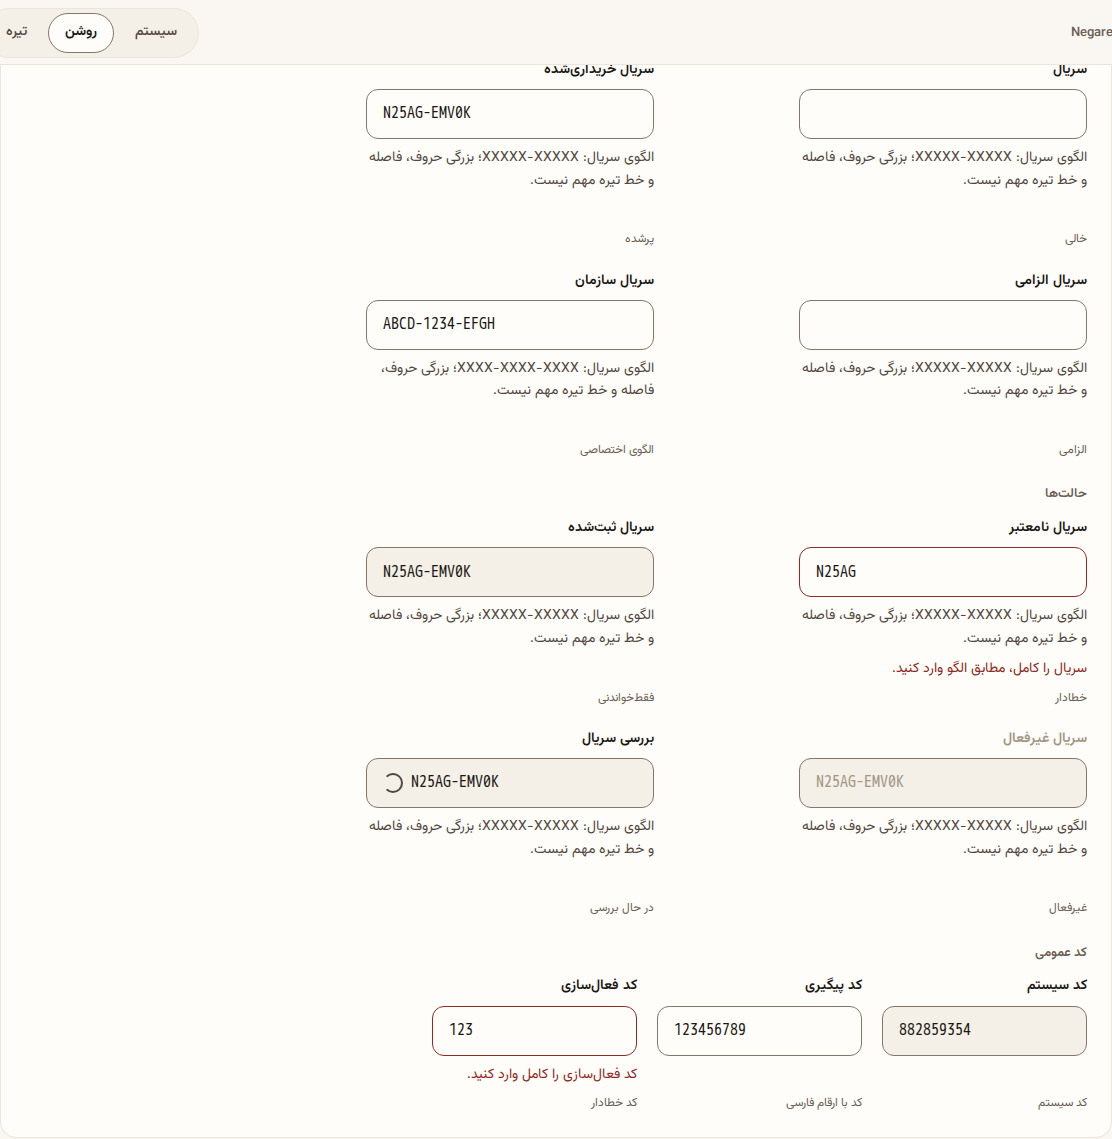 Negare
سیستم
روشن
تیره
سریال
سریال خریداری‌شده
N25AG-EMV0K
الگوی سریال: XXXXX-XXXXX؛ بزرگی حروف، فاصله
و خط تیره مهم نیست.
الگوی سریال: XXXXX-XXXXX؛ بزرگی حروف، فاصله
و خط تیره مهم نیست.
خالی
پرشده
سریال الزامی
سریال سازمان
ABCD-1234-EFGH
الگوی سریال: XXXXX-XXXXX؛ بزرگی حروف، فاصله
و خط تیره مهم نیست.
الگوی سریال: XXXX-XXXX-XXXX؛ بزرگی حروف،
فاصله و خط تیره مهم نیست.
الزامی
الگوی اختصاصی
حالت‌ها
سریال نامعتبر
سریال ثبت‌شده
N25AG
N25AG-EMV0K
الگوی سریال: XXXXX-XXXXX؛ بزرگی حروف، فاصله
و خط تیره مهم نیست.
الگوی سریال: XXXXX-XXXXX؛ بزرگی حروف، فاصله
و خط تیره مهم نیست.
سریال را کامل، مطابق الگو وارد کنید.
خطادار
فقط‌خواندنی
سریال غیرفعال
بررسی سریال
N25AG-EMV0K
N25AG-EMV0K
الگوی سریال: XXXXX-XXXXX؛ بزرگی حروف، فاصله
و خط تیره مهم نیست.
الگوی سریال: XXXXX-XXXXX؛ بزرگی حروف، فاصله
و خط تیره مهم نیست.
غیرفعال
در حال بررسی
کد عمومی
کد سیستم
کد پیگیری
کد فعال‌سازی
882859354
123456789
123
کد فعال‌سازی را کامل وارد کنید.
کد سیستم
کد با ارقام فارسی
کد خطادار